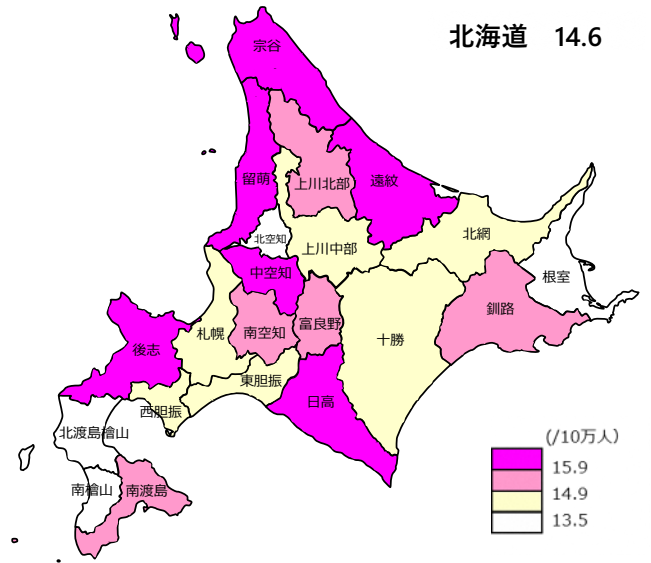 北海道 14.6
宗谷
留萌
上川北部
遠紋
北空知
上川中部
北網
中空知
根室
札幌
南空知
富良野
十勝
釧路
後志
東胆振
西胆振
日高
北渡島檜山
南檜山
南渡島
(/10万人)
15.9
14.9
13.5